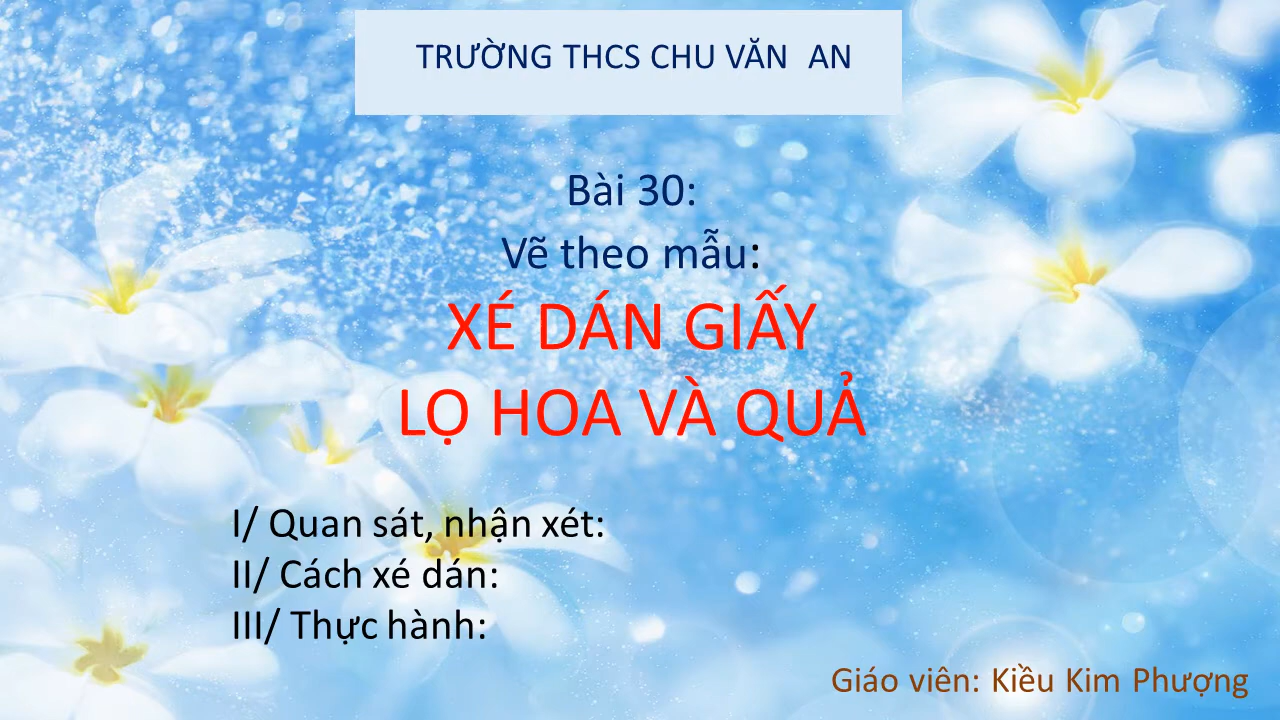 TRƯỜNG THCS CHU VĂN AN
Bài 30:
Vẽ theo mẫu:
XÉ DÁN GIẤY
LỌ HOA VÀ QUẢ
I/ Quan sát, nhận xét:
II/ Cách xé dán:
III/ Thực hành:
Giáo viên: Kiều Kim Phượng